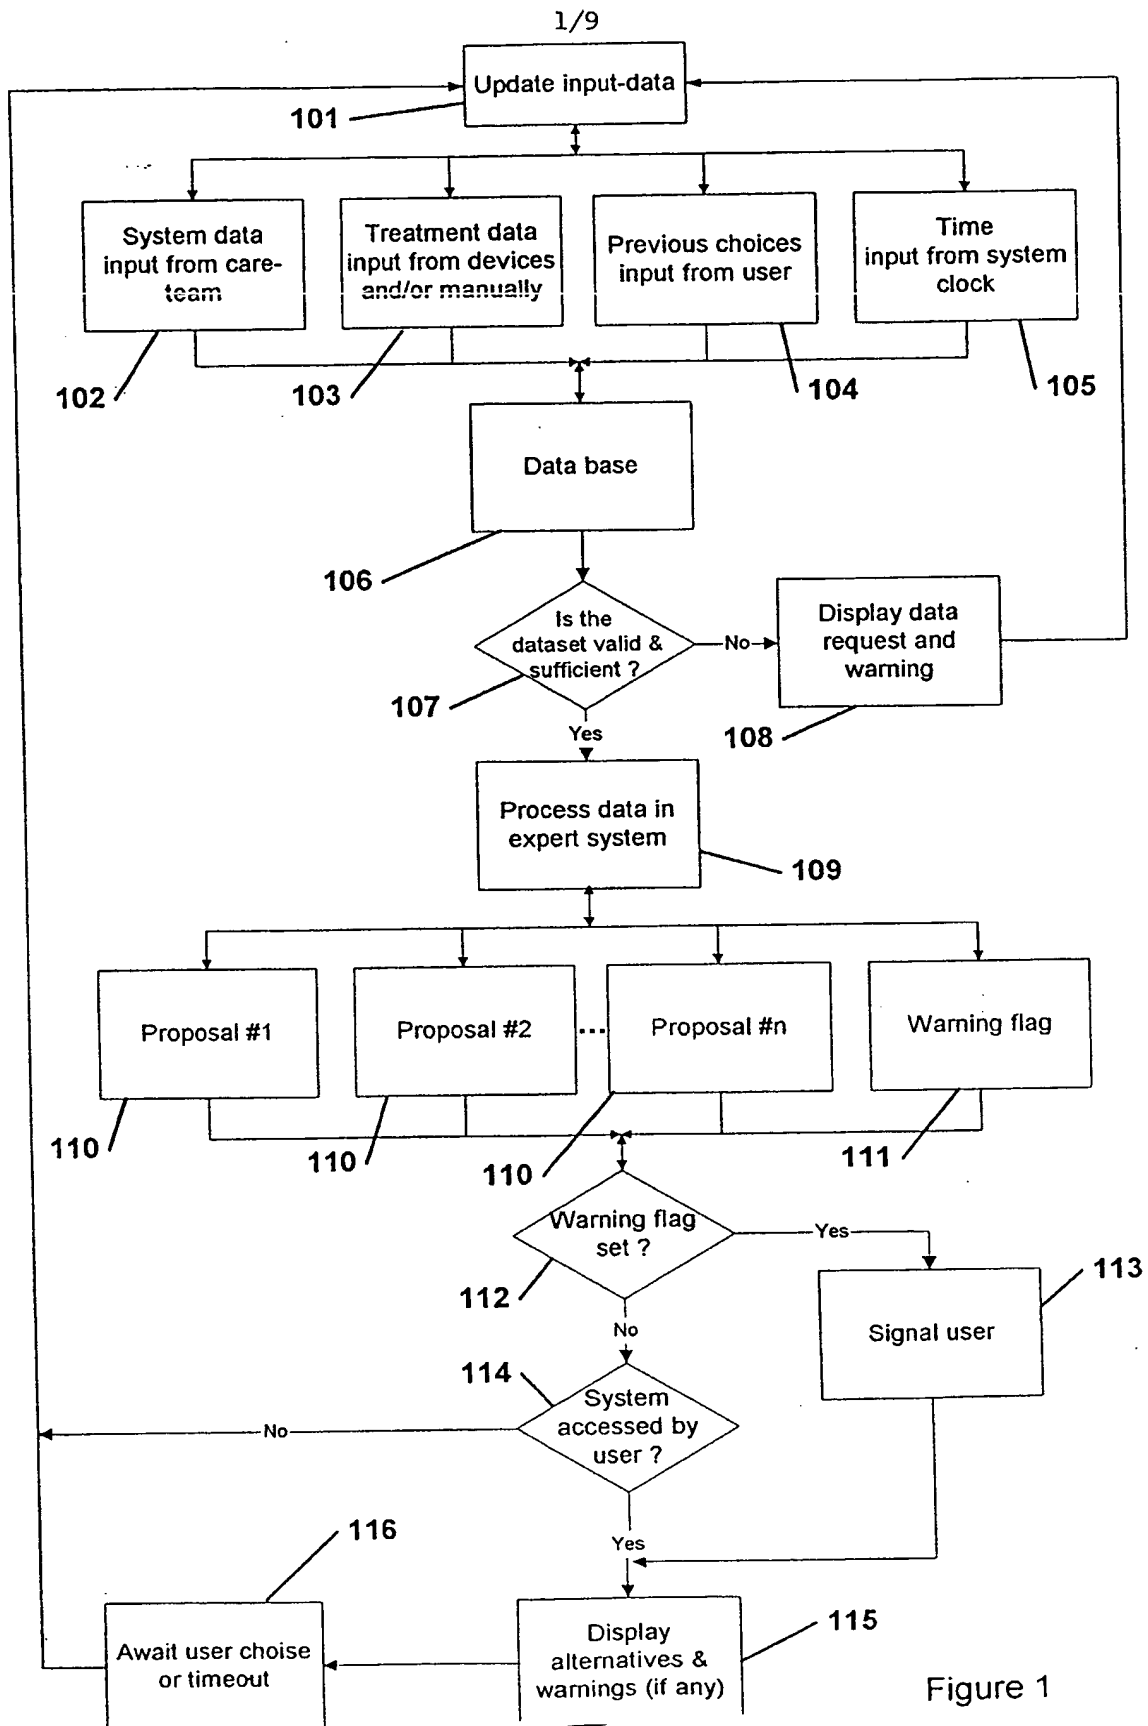 1/9
Update input-data
101
System data
input from care-
team
Treatment data
input from devices
and/or manually
Previous choices
input from user
Time
input from system
clock
102
103
104
105
Data base
106
Is the
dataset valid &
sufficient ?
No
Display data
request and
warning
107
108
Yes
Process data in
expert system
109
Proposal #1
Proposal #2
...
Proposal #n
Warning flag
110
110
110
111
Warning flag
set ?
Yes
112
113
Signal user
No
114
System
accessed by
user ?
No
Yes
116
115
Await user choise
or timeout
Display
alternatives &
warnings (if any)
Figure 1